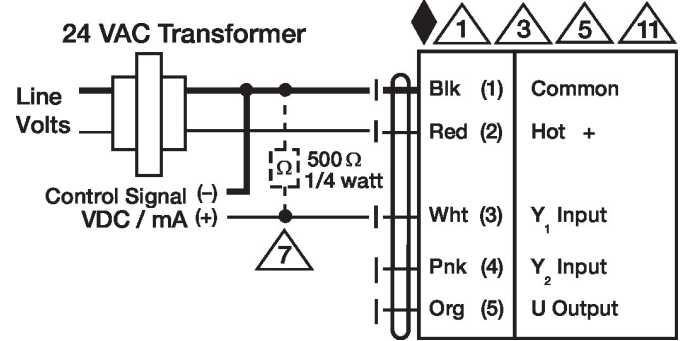 24 VAC Transformer
1 3 5 11
Line
Volts
Blk (1) Common
Red (2) Hot +
Ω 500 Ω
1/4 watt
Control Signal (-)
VDC / mA (+)
Wht (3) Y1 Input
7
Pnk (4) Y2 Input
Org (5) U Output